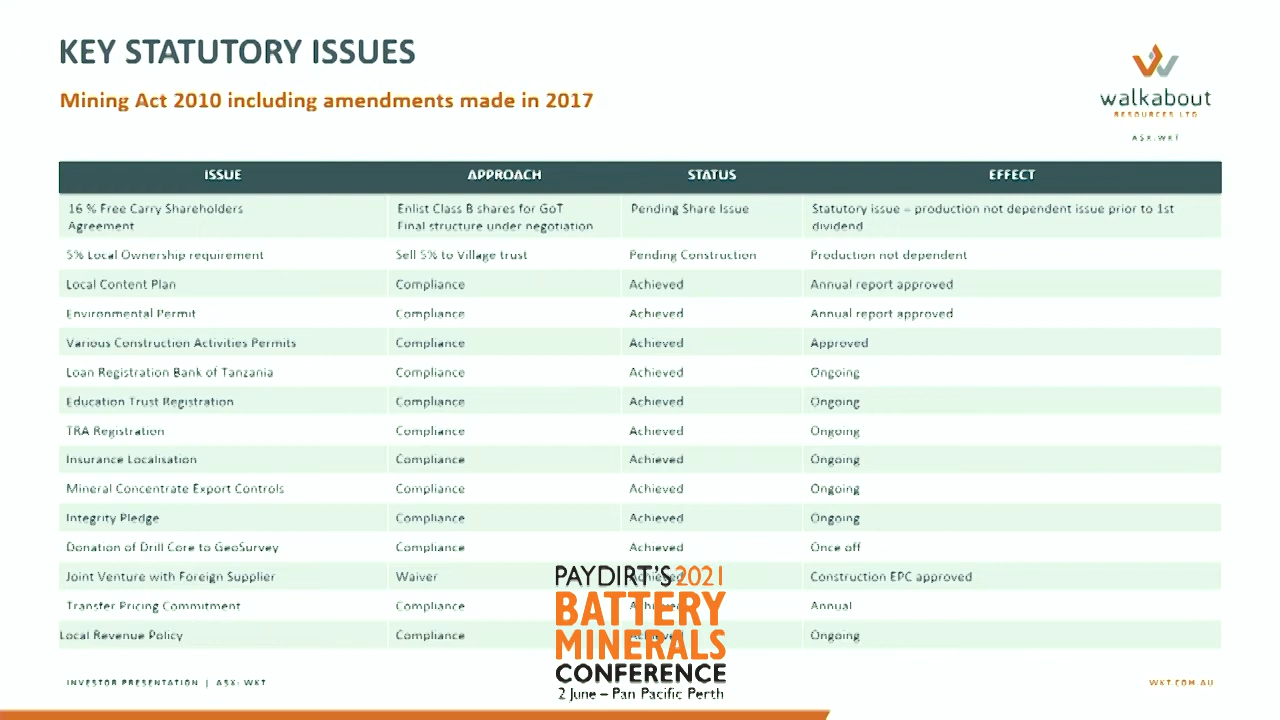 KEY STATUTORY ISSUES
Mining Act 2010 including amendments made in 2017
walkabout
RESOURCES LTD
ASX:WKT
ISSUE APPROACH STATUS EFFECT
16 % Free Carry Shareholders Agreement Enlist Class B shares for GoT Final structure under negotiation Pending Share Issue Statutory issue – production not dependent issue prior to 1st dividend
5% Local Ownership requirement Sell 5% to Village trust Pending Construction Production not dependent
Local Content Plan Compliance Achieved Annual report approved
Environmental Permit Compliance Achieved Annual report approved
Various Construction Activities Permits Compliance Achieved Approved
Loan Registration Bank of Tanzania Compliance Achieved Ongoing
Education Trust Registration Compliance Achieved Ongoing
TRA Registration Compliance Achieved Ongoing
Insurance Localisation Compliance Achieved Ongoing
Mineral Concentrate Export Controls Compliance Achieved Ongoing
Integrity Pledge Compliance Achieved Ongoing
Donation of Drill Core to GeoSurvey Compliance Achieved Once off
Joint Venture with Foreign Supplier Waiver Achieved Construction EPC approved
Transfer Pricing Commitment Compliance Achieved Annual
Local Revenue Policy Compliance Achieved Ongoing
PAYDIRT'S 2021
BATTERY
MINERALS
CONFERENCE
2 June – Pan Pacific Perth
INVESTOR PRESENTATION | ASX: WKT
WKT.COM.AU